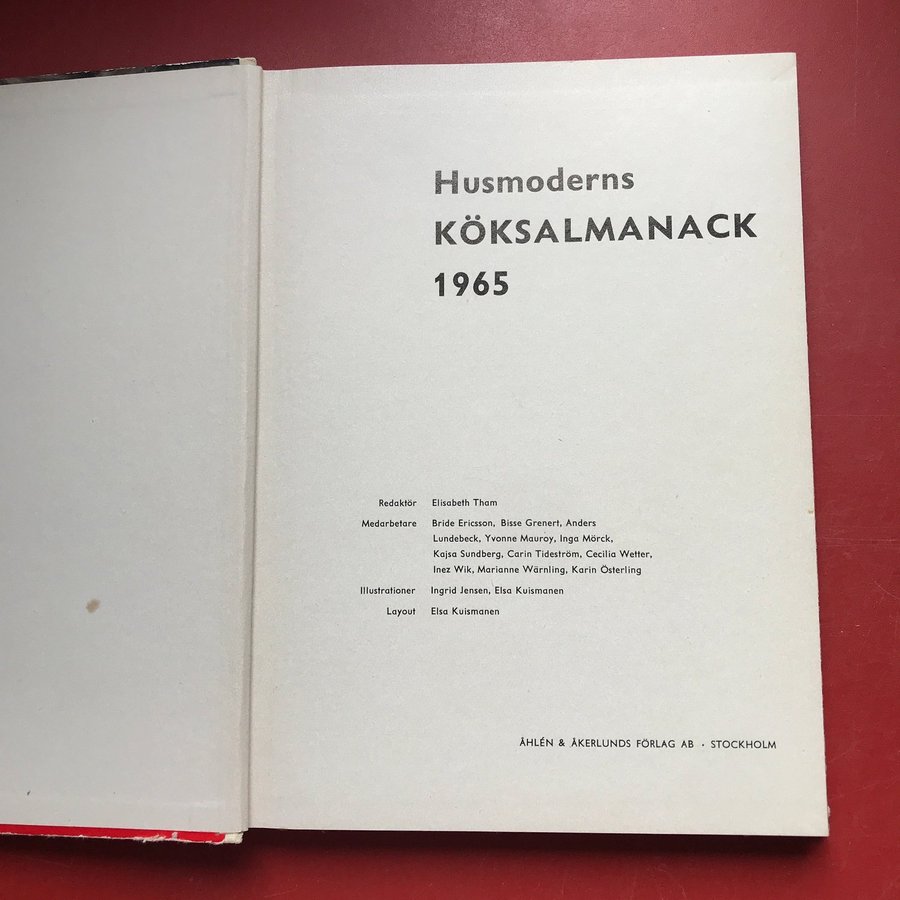 Husmoderns
KÖKSALMANACK
1965
Redaktör Elisabeth Tham
Medarbetare Bride Ericsson, Bisse Grenert, Anders
Lundebeck, Yvonne Mauroy, Inga Mörck,
Kajsa Sundberg, Carin Tideström, Cecilia Wetter,
Inez Wik, Marianne Wärnling, Karin Österling
Illustrationer Ingrid Jensen, Elsa Kuismanen
Layout Elsa Kuismanen
ÅHLÉN & ÅKERLUNDS FÖRLAG AB · STOCKHOLM